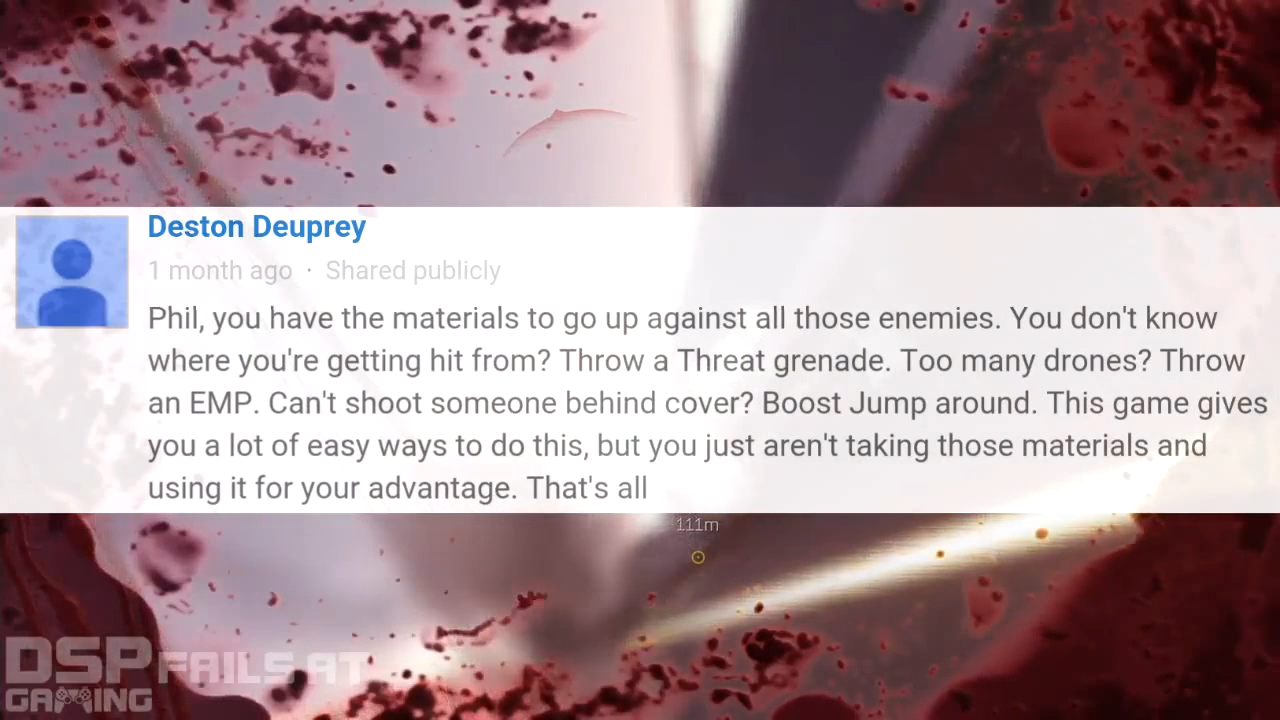 Deston Deuprey
1 month ago · Shared publicly
Phil, you have the materials to go up against all those enemies. You don't know
where you're getting hit from? Throw a Threat grenade. Too many drones? Throw
an EMP. Can't shoot someone behind cover? Boost Jump around. This game gives
you a lot of easy ways to do this, but you just aren't taking those materials and
using it for your advantage. That's all
111m
DSP FAILS AT
GAMING